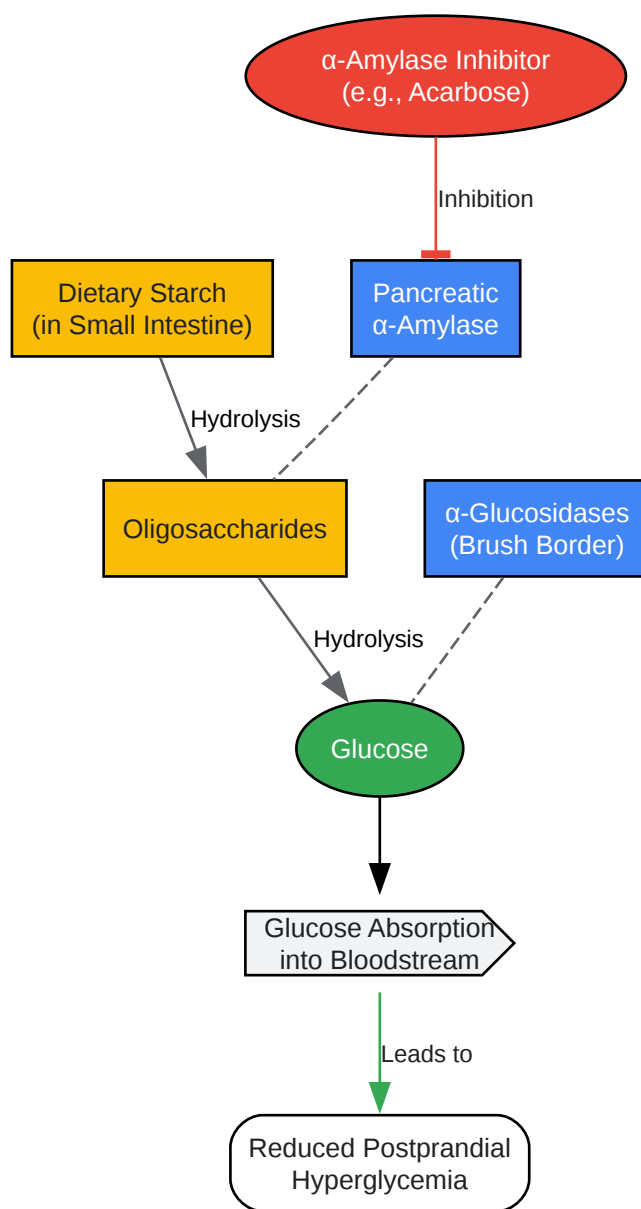 α-Amylase Inhibitor
(e.g., Acarbose)
Inhibition
Dietary Starch
(in Small Intestine)
Pancreatic
α-Amylase
Hydrolysis
Oligosaccharides
α-Glucosidases
(Brush Border)
Hydrolysis
Glucose
Glucose Absorption
into Bloodstream
Leads to
Reduced Postprandial
Hyperglycemia